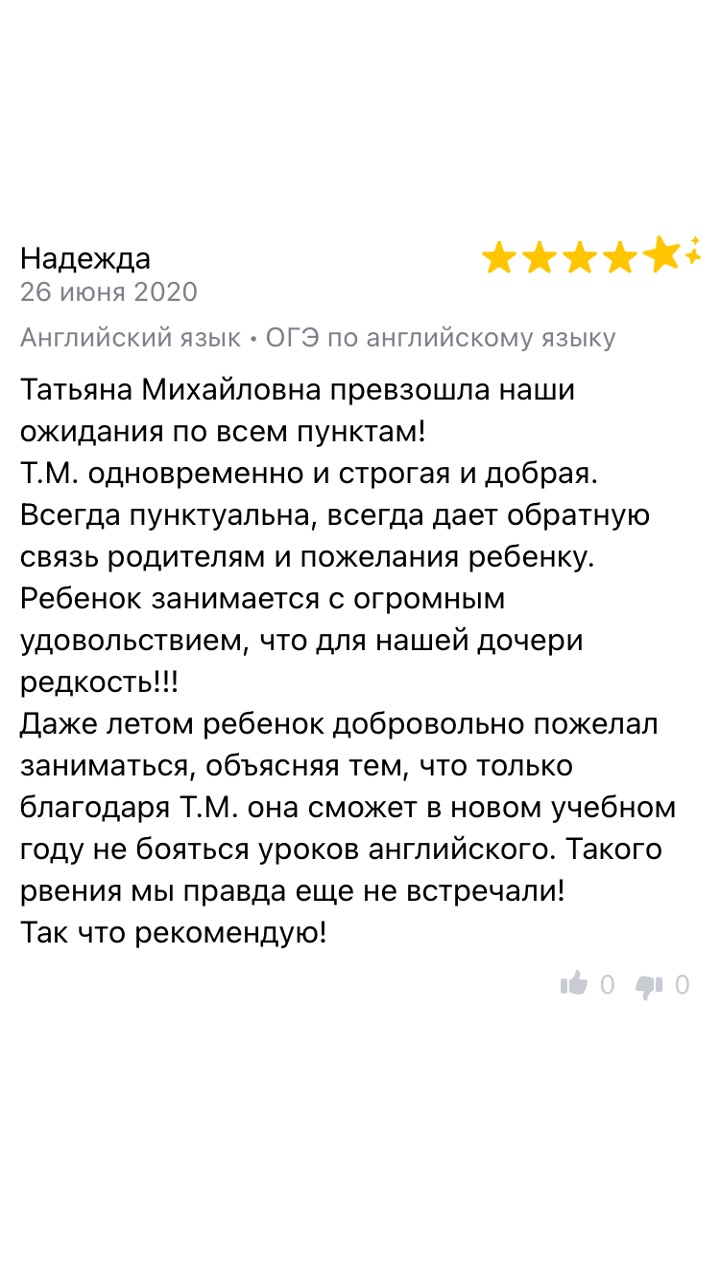 Надежда
26 июня 2020
Английский язык • ОГЭ по английскому языку
Татьяна Михайловна превзошла наши
ожидания по всем пунктам!
Т.М. одновременно и строгая и добрая.
Всегда пунктуальна, всегда дает обратную
связь родителям и пожелания ребенку.
Ребенок занимается с огромным
удовольствием, что для нашей дочери
редкость!!!
Даже летом ребенок добровольно пожелал
заниматься, объясняя тем, что только
благодаря Т.М. она сможет в новом учебном
году не бояться уроков английского. Такого
рвения мы правда еще не встречали!
Так что рекомендую!
0 0